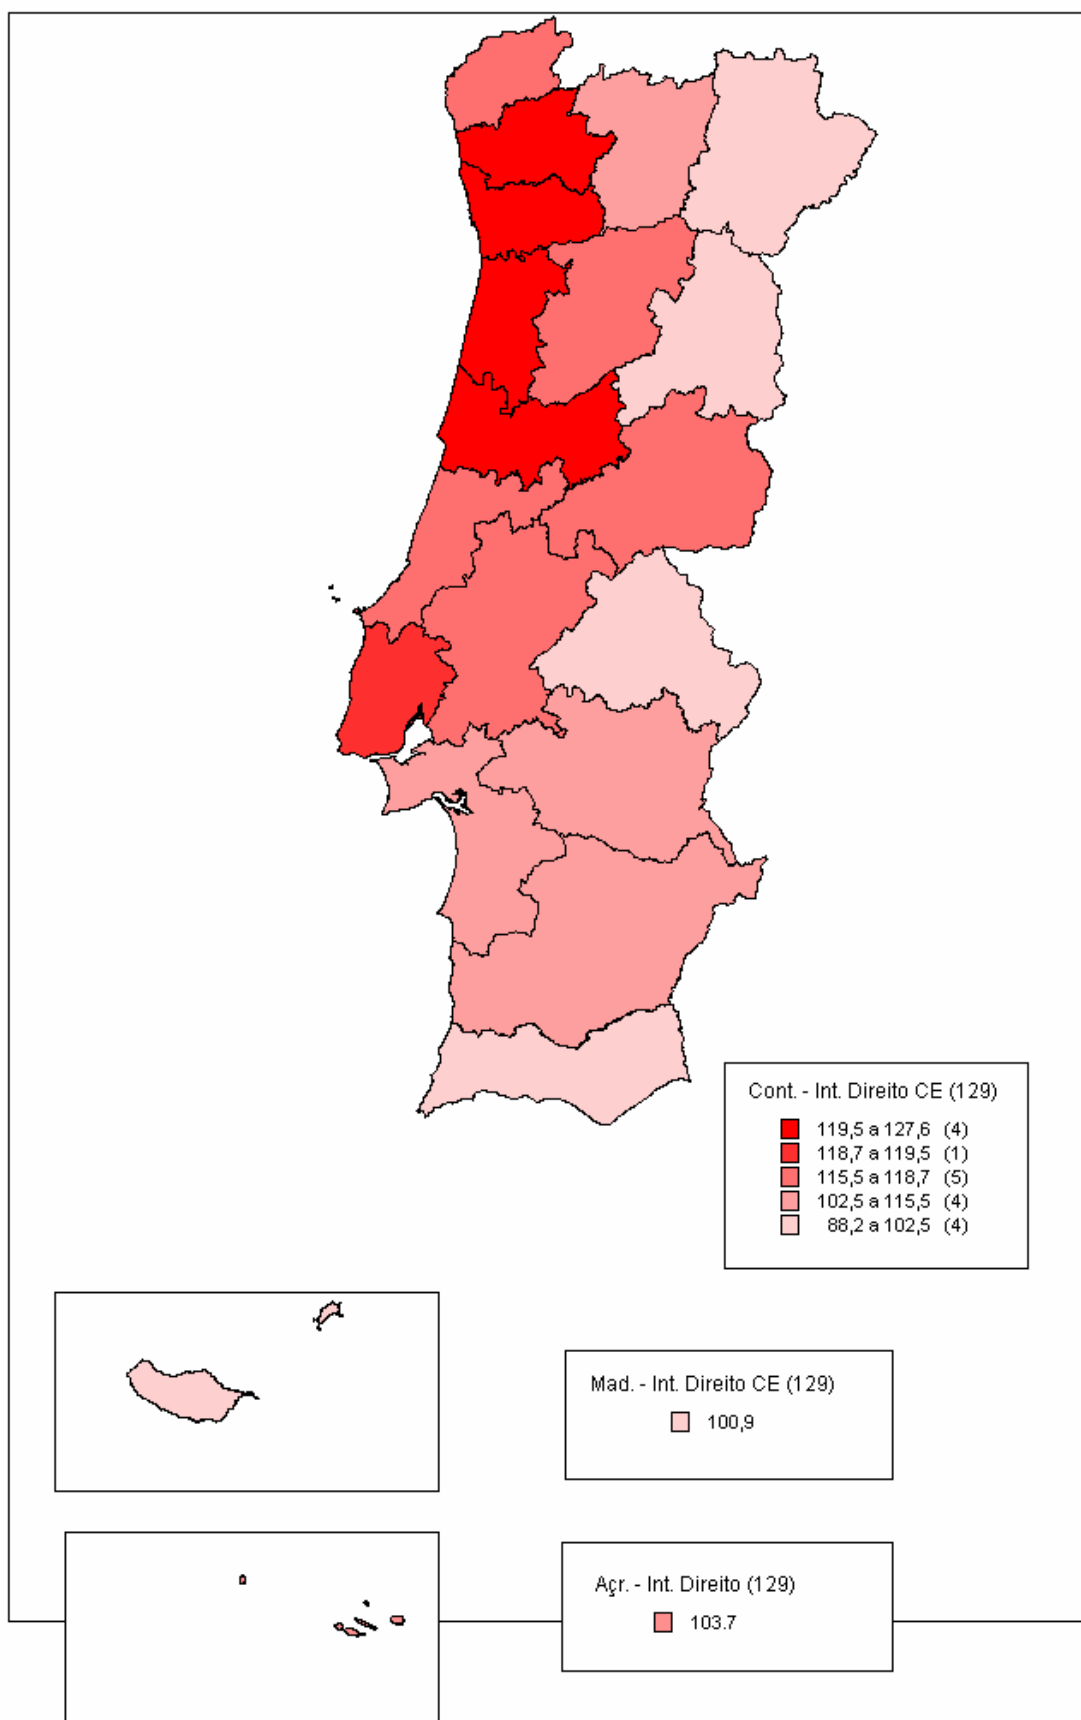 Cont. - Int. Direito CE (129)
119,5 a 127,6 (4)
118,7 a 119,5 (1)
115,5 a 118,7 (5)
102,5 a 115,5 (4)
88,2 a 102,5 (4)
Mad. - Int. Direito CE (129)
100,9
Açr. - Int. Direito (129)
103.7